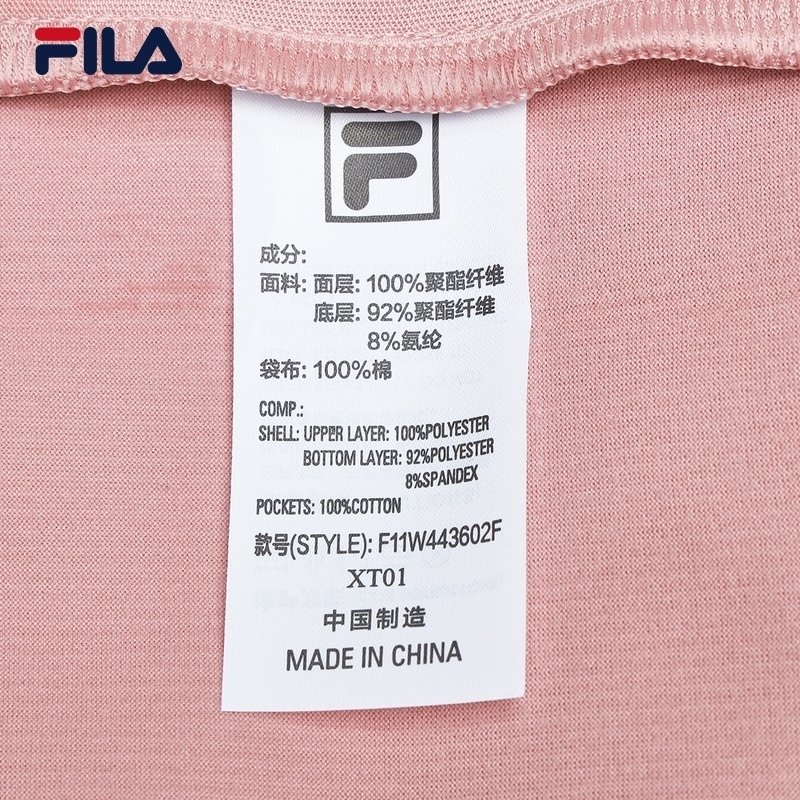 FILA
F
成分:
面料: 面层: 100%聚酯纤维
底层: 92%聚酯纤维
8%氨纶
袋布: 100%棉
COMP.:
SHELL: UPPER LAYER: 100%POLYESTER
BOTTOM LAYER: 92%POLYESTER
8%SPANDEX
POCKETS: 100%COTTON
款号(STYLE): F11W443602F
XT01
中国制造
MADE IN CHINA